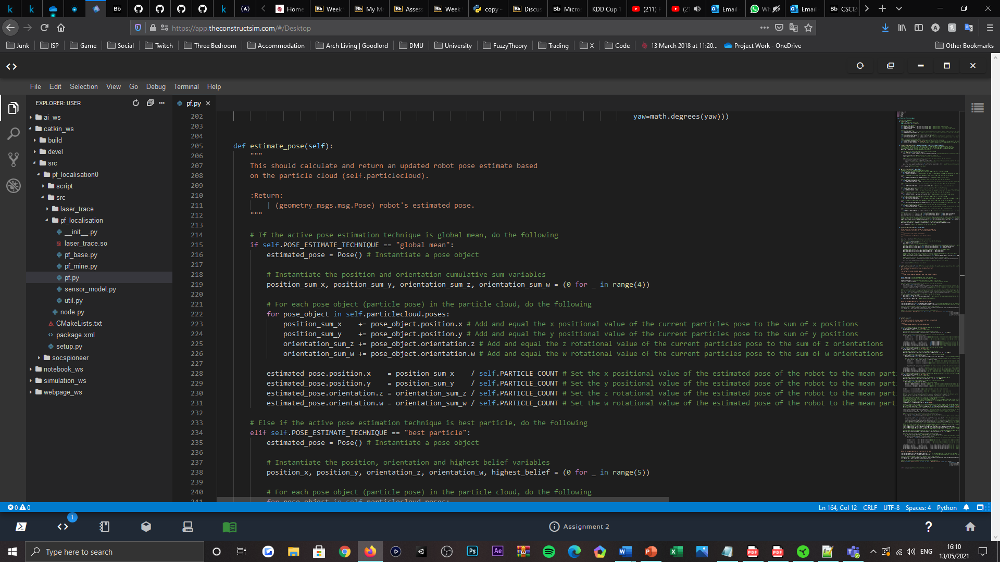 Home
Week
My Ma
Assess
Week
copy
Discus
Micros
KDD Cup 1
(211)
(21
Email
Wh
Email
CSCI2
https://app.theconstructsim.com/#/Desktop
Junk ISP Game Social Twitch Three Bedroom Accommodation Arch Living | Goodlord DMU University FuzzyTheory Trading X Code 13 March 2018 at 11:20... Project Work - OneDrive Other Bookmarks
File Edit Selection View Go Debug Terminal Help
EXPLORER: USER
ai_ws
catkin_ws
build
devel
src
pf_localisation0
script
src
laser_trace
pf_localisation
__init__.py
laser_trace.so
pf_base.py
pf_mine.py
pf.py
sensor_model.py
util.py
node.py
CMakeLists.txt
package.xml
setup.py
socspioneer
notebook_ws
simulation_ws
webpage_ws
pf.py
202 yaw=math.degrees(yaw)))
203
204
205 def estimate_pose(self):
206 """
207 This should calculate and return an updated robot pose estimate based
208 on the particle cloud (self.particlecloud).
209
210 :Return:
211 | (geometry_msgs.msg.Pose) robot's estimated pose.
212 """
213
214 # If the active pose estimation technique is global mean, do the following
215 if self.POSE_ESTIMATE_TECHNIQUE == "global mean":
216 estimated_pose = Pose() # Instantiate a pose object
217
218 # Instantiate the position and orientation cumulative sum variables
219 position_sum_x, position_sum_y, orientation_sum_z, orientation_sum_w = (0 for _ in range(4))
220
221 # For each pose object (particle pose) in the particle cloud, do the following
222 for pose_object in self.particlecloud.poses:
223 position_sum_x += pose_object.position.x # Add and equal the x positional value of the current particles pose to the sum of x positions
224 position_sum_y += pose_object.position.y # Add and equal the y positional value of the current particles pose to the sum of y positions
225 orientation_sum_z += pose_object.orientation.z # Add and equal the z rotational value of the current particles pose to the sum of z orientations
226 orientation_sum_w += pose_object.orientation.w # Add and equal the w rotational value of the current particles pose to the sum of w orientations
227
228 estimated_pose.position.x = position_sum_x / self.PARTICLE_COUNT # Set the x positional value of the estimated pose of the robot to the mean part
229 estimated_pose.position.y = position_sum_y / self.PARTICLE_COUNT # Set the y positional value of the estimated pose of the robot to the mean part
230 estimated_pose.orientation.z = orientation_sum_z / self.PARTICLE_COUNT # Set the z rotational value of the estimated pose of the robot to the mean part
231 estimated_pose.orientation.w = orientation_sum_w / self.PARTICLE_COUNT # Set the w rotational value of the estimated pose of the robot to the mean part
232
233 # Else if the active pose estimation technique is best particle, do the following
234 elif self.POSE_ESTIMATE_TECHNIQUE == "best particle":
235 estimated_pose = Pose() # Instantiate a pose object
236
237 # Instantiate the position, orientation and highest belief variables
238 position_x, position_y, orientation_z, orientation_w, highest_belief = (0 for _ in range(5))
239
240 # For each pose object (particle pose) in the particle cloud, do the following
241 for pose_object in self.particlecloud.poses:
0 0 Ln 164, Col 12 CRLF UTF-8 Spaces: 4 Python
1
Assignment 2
Type here to search
ENG
16:10
13/05/2021